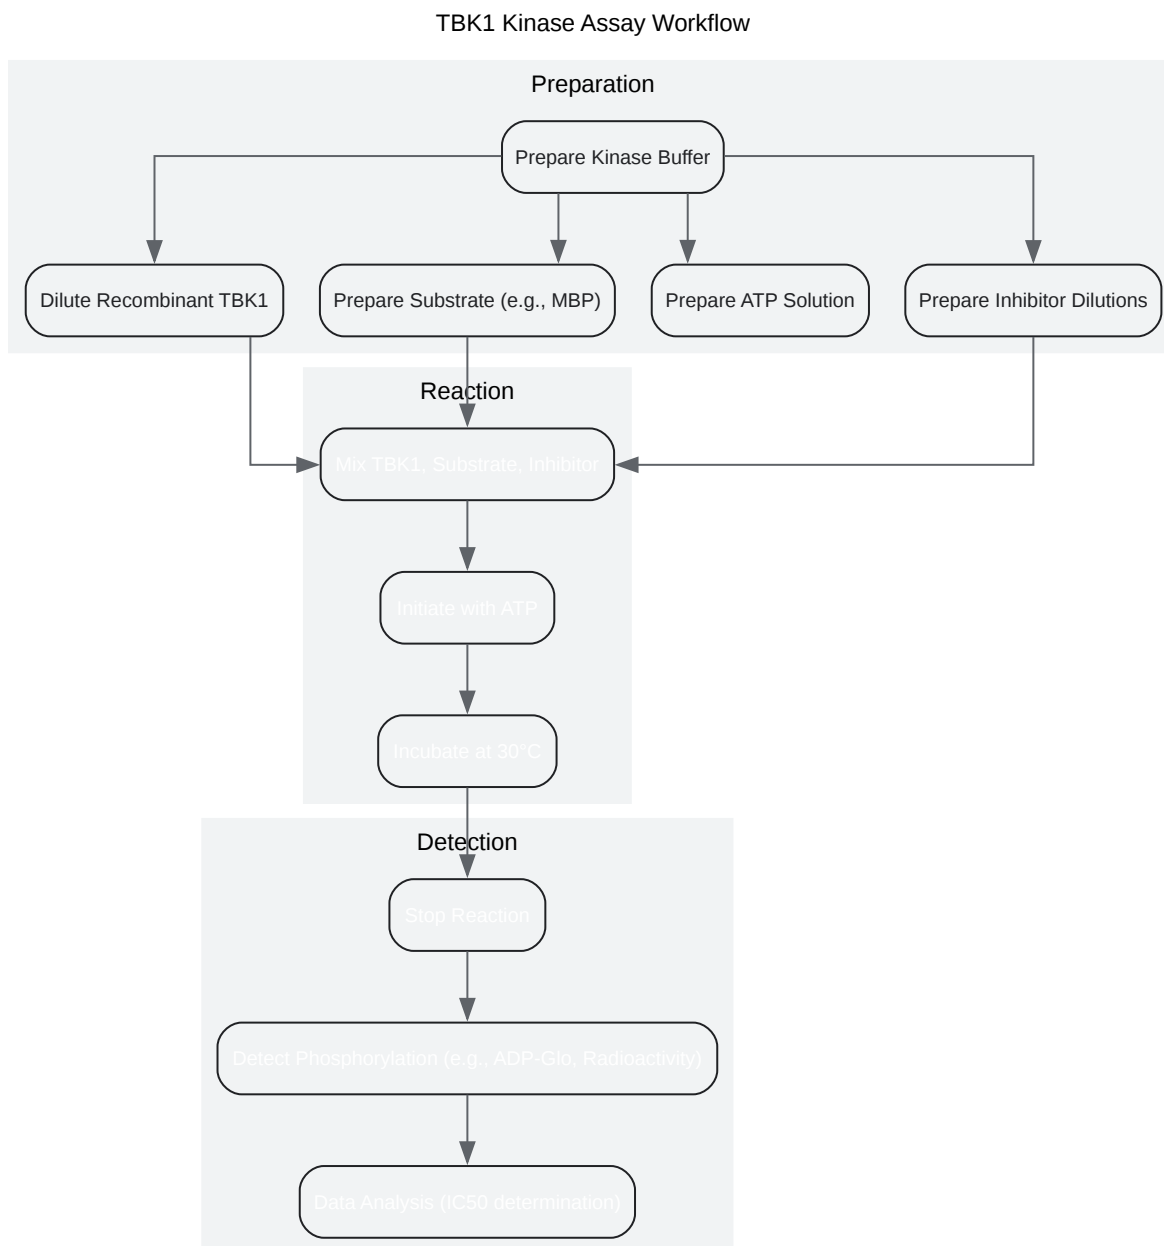 TBK1 Kinase Assay Workflow
Preparation
Prepare Kinase Buffer
Dilute Recombinant TBK1
Prepare Substrate (e.g., MBP)
Prepare ATP Solution
Prepare Inhibitor Dilutions
Reaction
Mix TBK1, Substrate, Inhibitor
Initiate with ATP
Incubate at 30°C
Detection
Stop Reaction
Detect Phosphorylation (e.g., ADP-Glo, Radioactivity)
Data Analysis (IC50 determination)